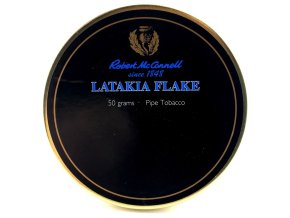 Robert McConnell
since 1848
LATAKIA FLAKE
50 grams Pipe Tobacco